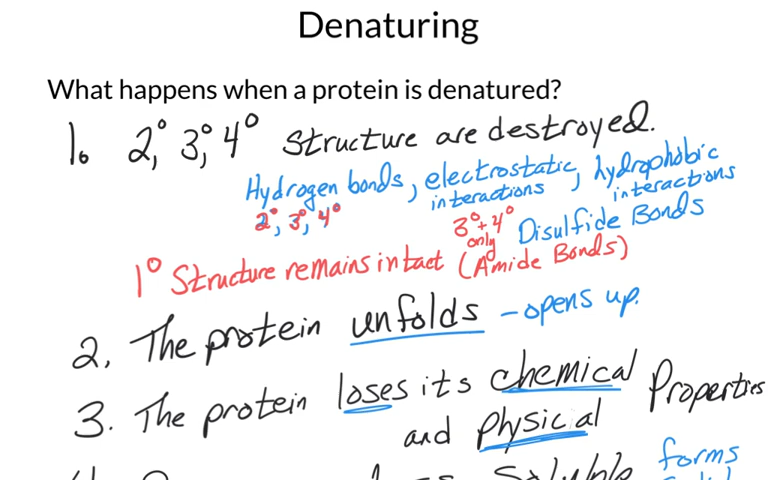 Denaturing
What happens when a protein is denatured?
1. 2°, 3°, 4° Structure are destroyed.
Hydrogen bonds, electrostatic interactions, hydrophobic interactions
2°, 3°, 4°
3° + 4° only Disulfide Bonds
1° Structure remains intact (Amide Bonds)
2. The protein unfolds - opens up.
3. The protein loses its chemical Properties
and physical
soluble forms